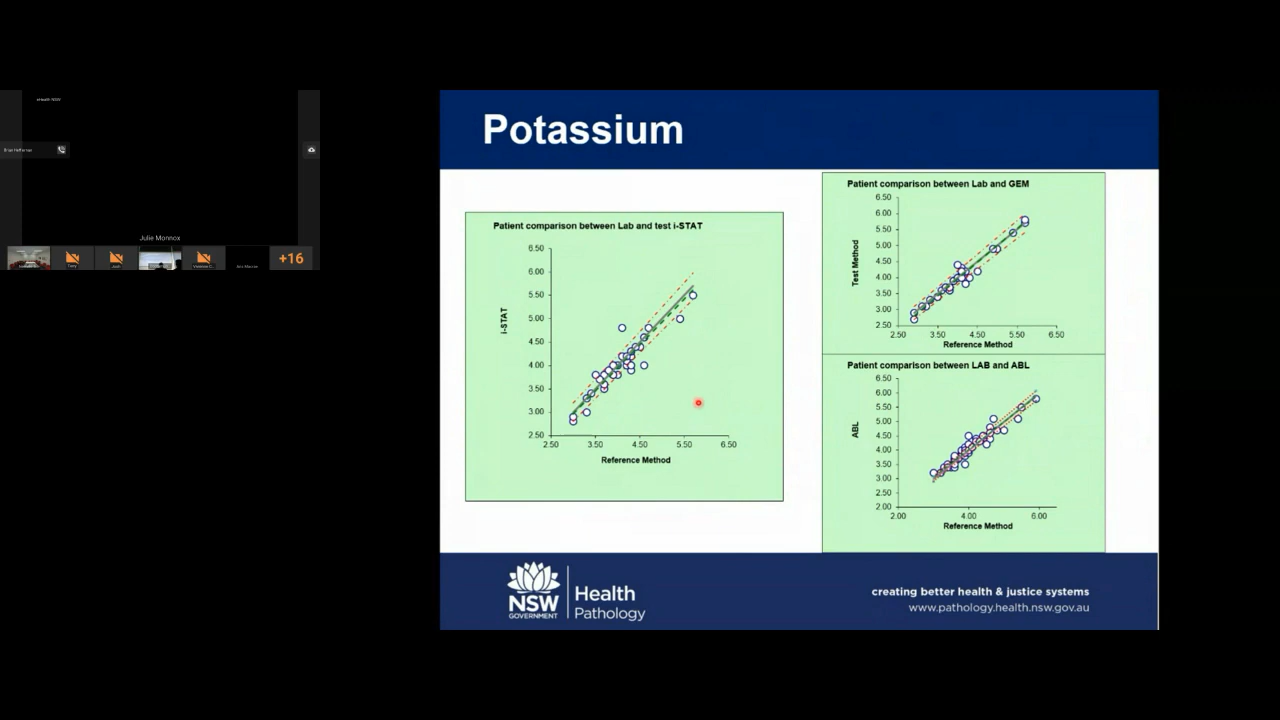 eHealth NSW
Brian Heffernan
Julie Monnox
+16
Potassium
Patient comparison between Lab and test i-STAT
i-STAT
6.50
6.00
5.50
5.00
4.50
4.00
3.50
3.00
2.50
2.50 3.50 4.50 5.50 6.50
Reference Method
Patient comparison between Lab and GEM
Test Method
6.50
6.00
5.50
5.00
4.50
4.00
3.50
3.00
2.50
2.50 3.50 4.50 5.50 6.50
Reference Method
Patient comparison between LAB and ABL
ABL
6.50
6.00
5.50
5.00
4.50
4.00
3.50
3.00
2.50
2.00
2.00 4.00 6.00
Reference Method
NSW
GOVERNMENT
Health
Pathology
creating better health & justice systems
www.pathology.health.nsw.gov.au